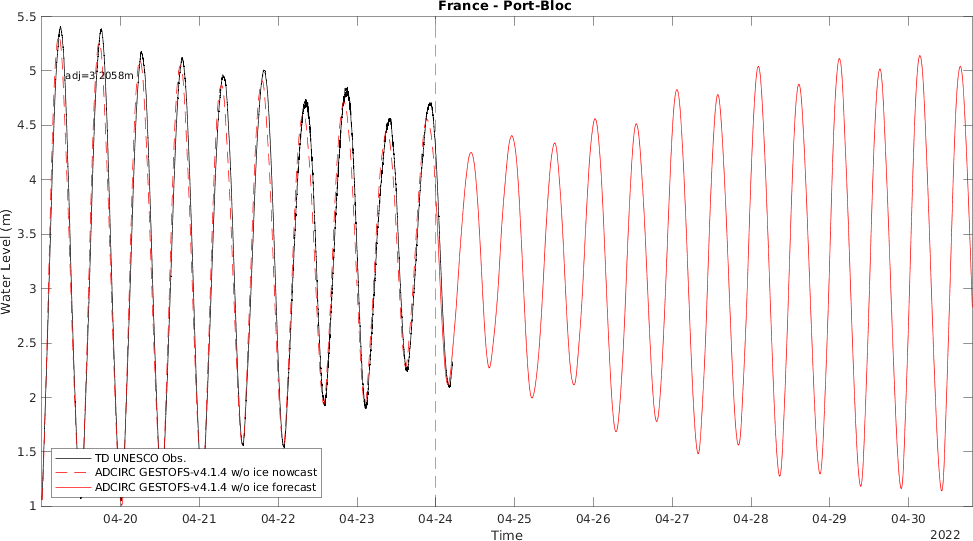 France - Port-Bloc
5.5
5
4.5
4
3.5
3
2.5
2
1.5
1
Water Level (m)
adj=3.2058m
TD UNESCO Obs.
ADCIRC GESTOFS-v4.1.4 w/o ice nowcast
ADCIRC GESTOFS-v4.1.4 w/o ice forecast
04-20 04-21 04-22 04-23 04-24 04-25 04-26 04-27 04-28 04-29 04-30
Time
2022